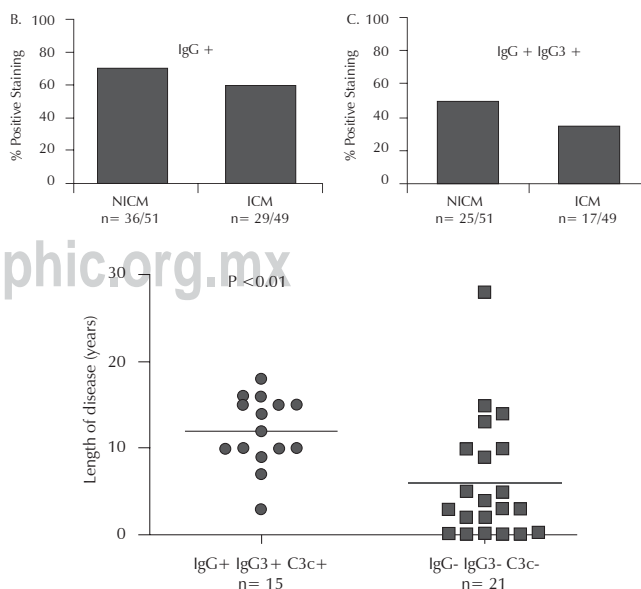 B.
100
80
60
40
20
0
% Positive Staining
IgG +
NICM
n= 36/51
ICM
n= 29/49
C.
100
80
60
40
20
0
% Positive Staining
IgG + IgG3 +
NICM
n= 25/51
ICM
n= 17/49
phic.org.mx
30
20
10
0
Length of disease (years)
P <0.01
IgG+ IgG3+ C3c+
n= 15
IgG- IgG3- C3c-
n= 21